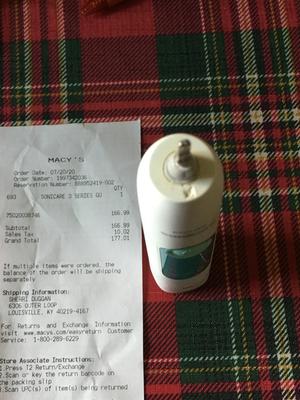 MACY'S
Order Date: 07/20/20
Order Number: 1997342036
Reservation Number: BBB952419-002
QTY
693 SONICARE 3 SERIES GU 1
75020038346 166.99
Subtotal 166.99
Sales Tax 10.02
Grand Total 177.01
If multiple items were ordered, the
balance of the order will be shipping
separately
Shipping Information:
SHERRI DUGGAN
6306 OUTER LOOP
LOUISVILLE, KY 40219-4167
For Returns and Exchange Information
visit www.macys.com/easyreturn Customer
Service: 1-800-289-6229
Store Associate Instructions:
1.Press T2 Return/Exchange
2.Scan or key the return barcode on
the packing slip
3.Scan UPC(s) of item(s) being returned